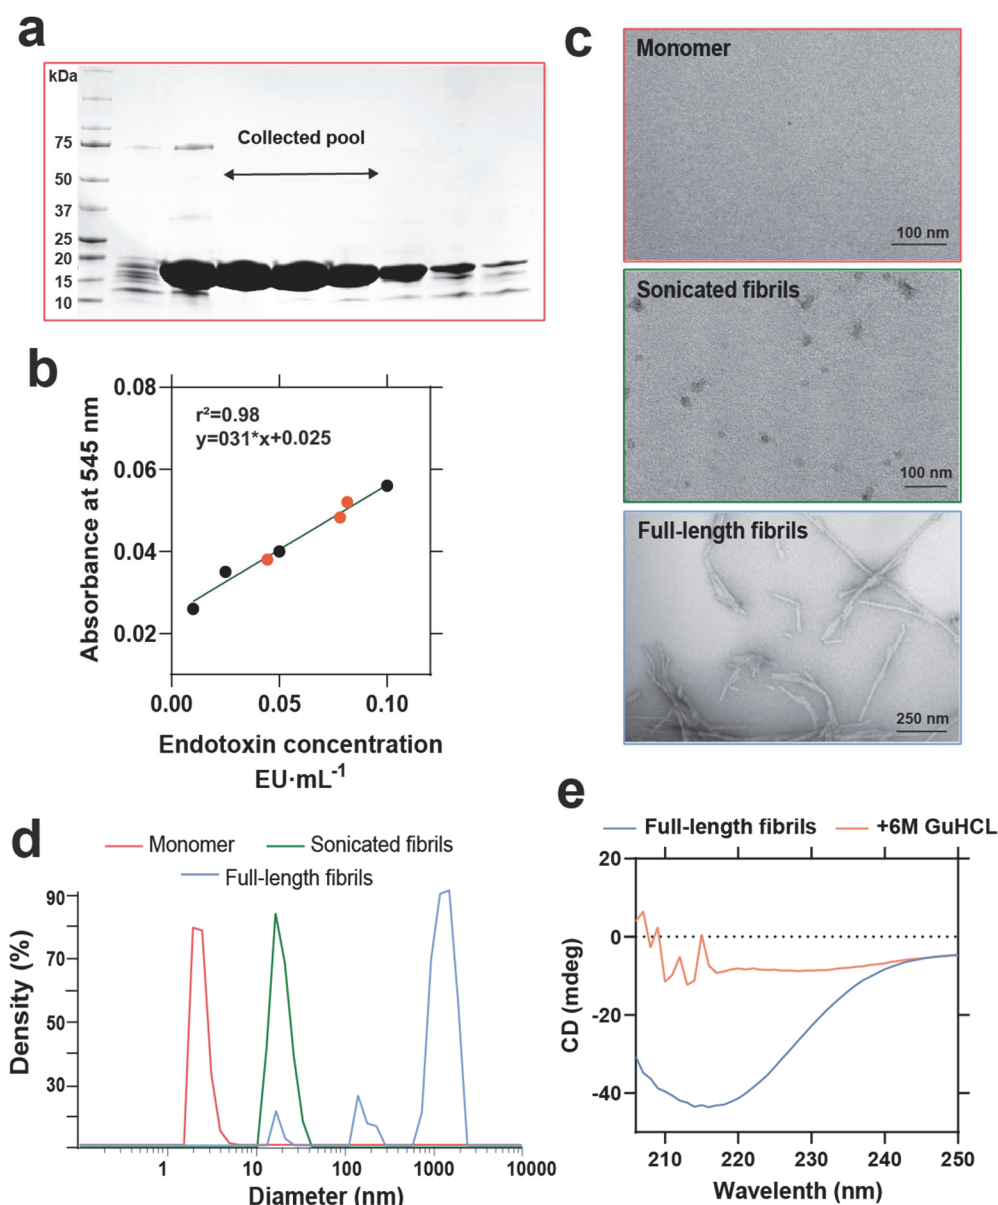 a
kDa
75
50
37
25
20
15
10
Collected pool
b
Absorbance at 545 nm
0.08
0.06
0.04
0.02
r²=0.98
y=031*x+0.025
0.00
0.05
0.10
Endotoxin concentration
EU·mL⁻¹
c
Monomer
100 nm
Sonicated fibrils
100 nm
Full-length fibrils
250 nm
d
Monomer
Sonicated fibrils
Full-length fibrils
Density (%)
90
70
50
30
1
10
100
1000
10000
Diameter (nm)
e
Full-length fibrils
+6M GuHCL
CD (mdeg)
20
0
-20
-40
210
220
230
240
250
Wavelenth (nm)